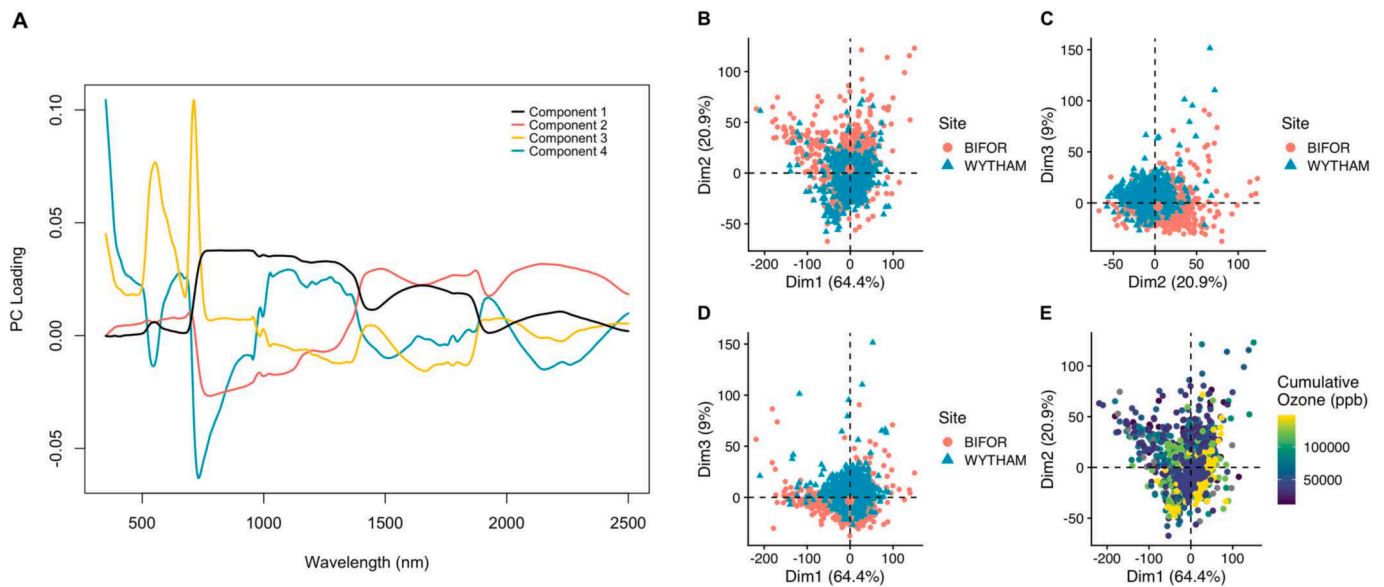 A
PC Loading
0.10
0.05
0.00
-0.05
Component 1
Component 2
Component 3
Component 4
500
1000
1500
2000
2500
Wavelength (nm)
B
Dim2 (20.9%)
100
50
0
-50
-200
-100
0
100
Dim1 (64.4%)
Site
BIFOR
WYTHAM
C
Dim3 (9%)
150
100
50
0
-50
0
50
100
Dim2 (20.9%)
Site
BIFOR
WYTHAM
D
Dim3 (9%)
150
100
50
0
-50
-200
-100
0
100
Dim1 (64.4%)
Site
BIFOR
WYTHAM
E
Dim2 (20.9%)
100
50
0
-50
-200
-100
0
100
Dim1 (64.4%)
Cumulative
Ozone (ppb)
100000
50000